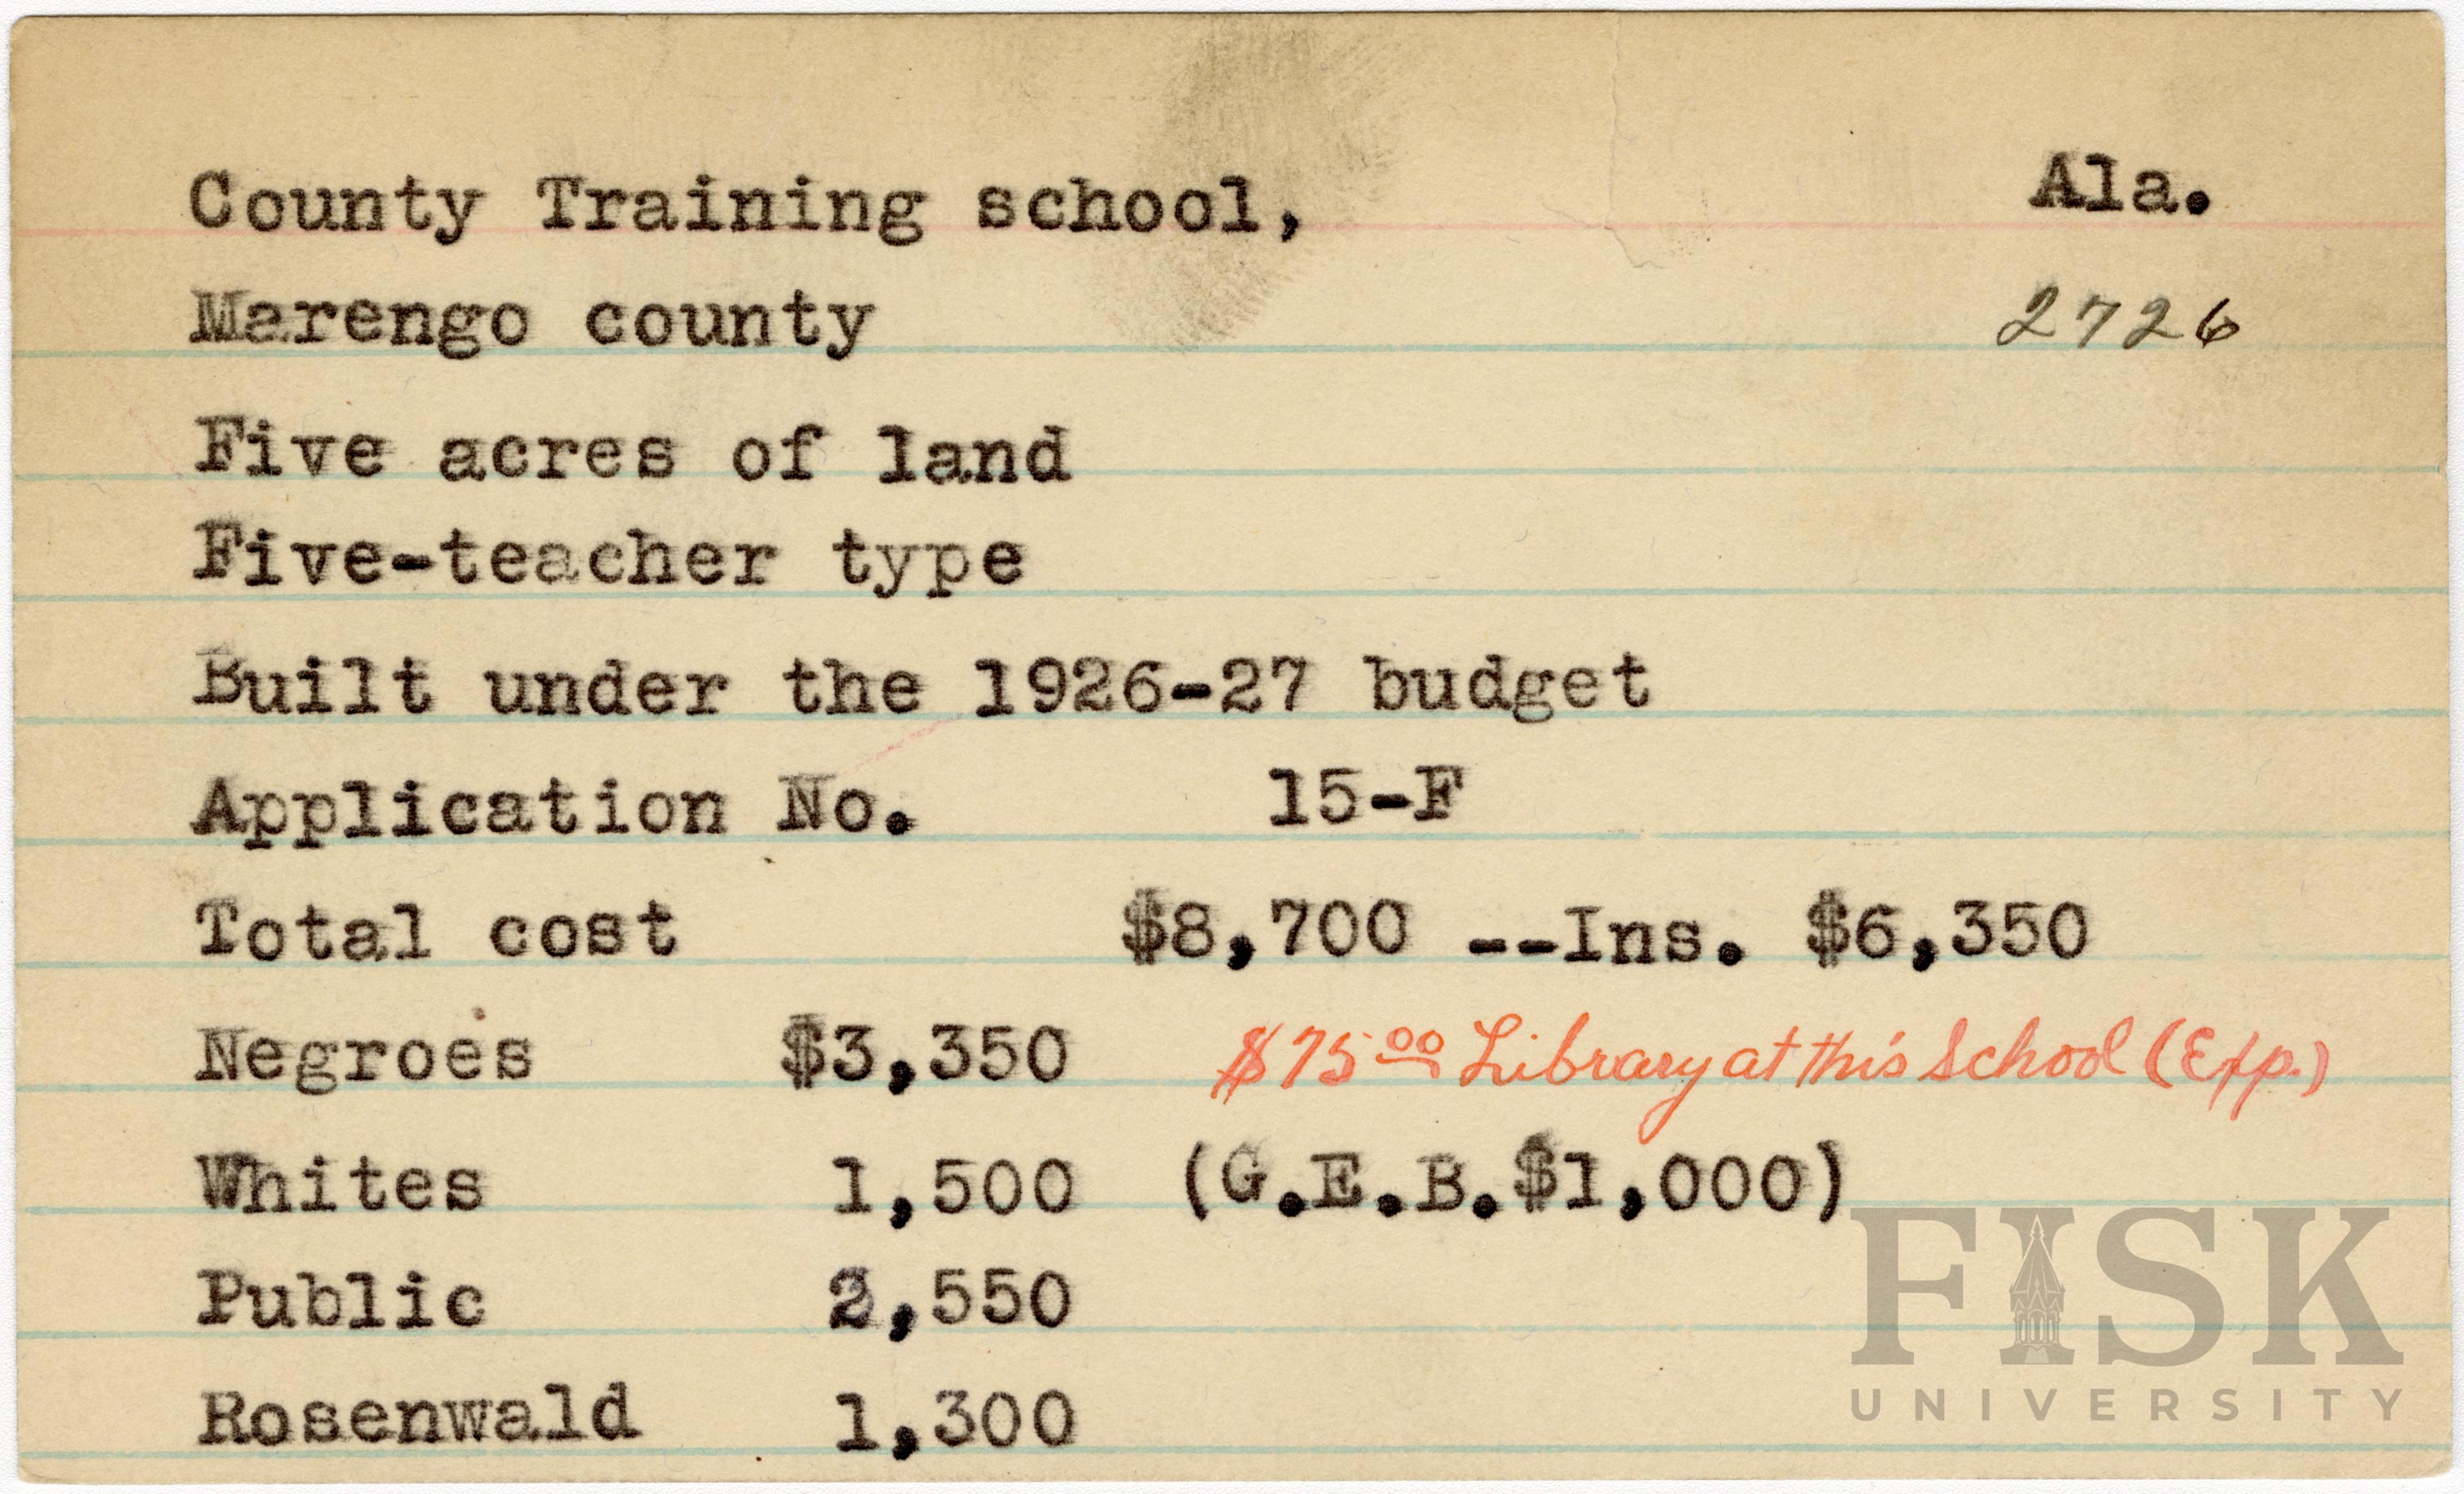 County Training school, Ala.
Marengo county 2726
Five acres of land
Five-teacher type
Built under the 1926-27 budget
Application No. 15-F
Total cost $8,700 --Ins. $6,350
Negroes $3,350 $75.00 Library at this School (Exp.)
Whites 1,500 (G.E.B.$1,000)
Public 2,550
Rosenwald 1,300
FISK
UNIVERSITY